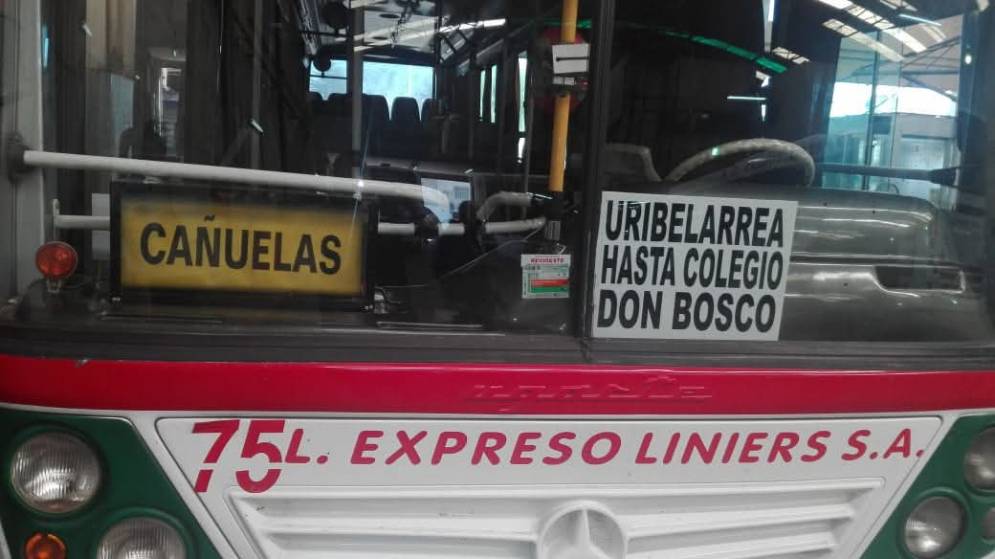 CAÑUELAS
URIBELARREA
HASTA COLEGIO
DON BOSCO
75 L. EXPRESO LINIERS S.A.